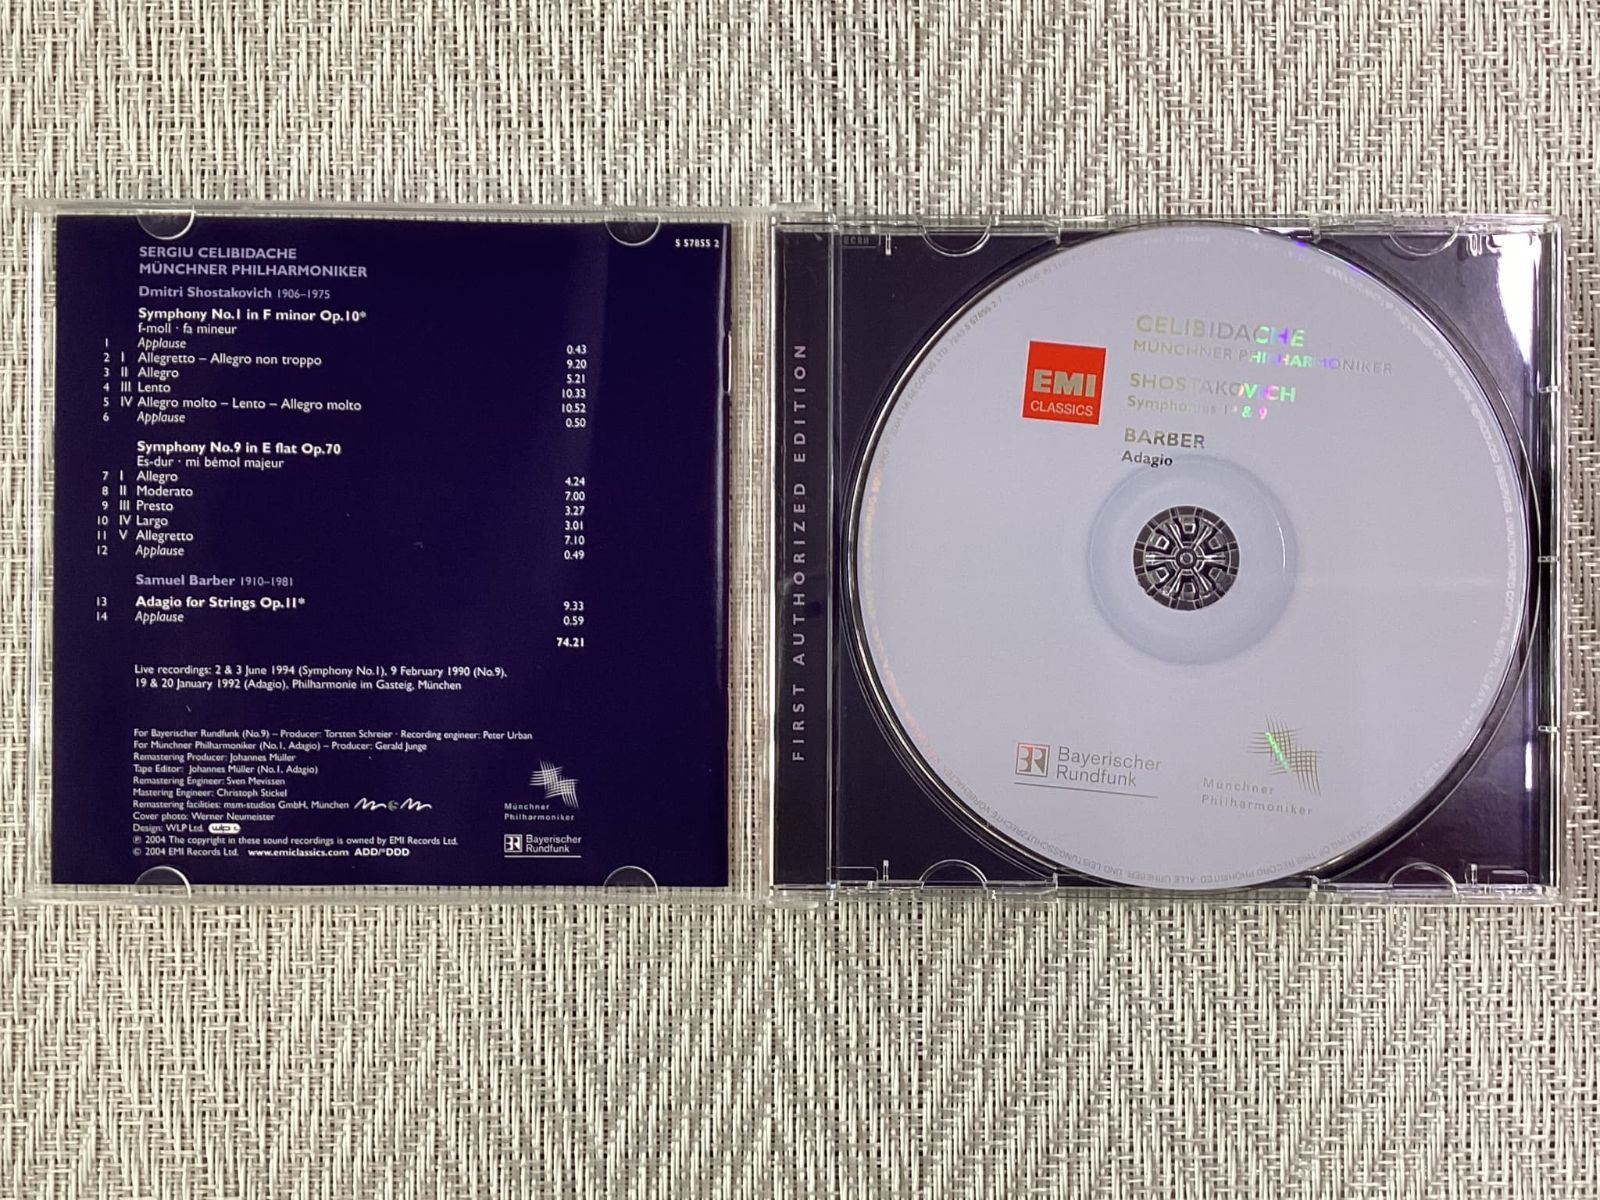 5 57855 2
SERGIU CELIBIDACHE
MÜNCHNER PHILHARMONIKER
Dmitri Shostakovich 1906–1975
Symphony No.1 in F minor Op.10*
f-moll · fa mineur
1 Applause 0.43
2 I Allegretto – Allegro non troppo 9.20
3 II Allegro 5.21
4 III Lento 10.33
5 IV Allegro molto – Lento – Allegro molto 10.52
6 Applause 0.50
Symphony No.9 in E flat Op.70
Es-dur · mi bémol majeur
7 I Allegro 4.24
8 II Moderato 7.00
9 III Presto 3.27
10 IV Largo 3.01
11 V Allegretto 7.10
12 Applause 0.49
Samuel Barber 1910–1981
13 Adagio for Strings Op.11* 9.33
14 Applause 0.59
74.21
Live recordings: 2 & 3 June 1994 (Symphony No.1), 9 February 1990 (No.9),
19 & 20 January 1992 (Adagio), Philharmonie im Gasteig, München
For Bayerischer Rundfunk (No.9) – Producer: Torsten Schreier · Recording engineer: Peter Urban
For Münchner Philharmoniker (No.1, Adagio) – Producer: Gerald Junge
Remastering Producer: Johannes Müller
Tape Editor: Johannes Müller (No.1, Adagio)
Remastering Engineer: Sven Mevissen
Mastering Engineer: Christoph Stickel
Remastering facilities: msm-studios GmbH, München
Cover photo: Werner Neumeister
Design: WLP Ltd.
℗ 2004 The copyright in these sound recordings is owned by EMI Records Ltd.
© 2004 EMI Records Ltd. www.emiclassics.com ADD/*DDD
Münchner
Philharmoniker
BR Bayerischer
Rundfunk
FIRST AUTHORIZED EDITION
EMI
CLASSICS
CELIBIDACHE
MÜNCHNER PHILHARMONIKER
SHOSTAKOVICH
Symphonies 1* & 9
BARBER
Adagio
BR Bayerischer
Rundfunk
Münchner
Philharmoniker